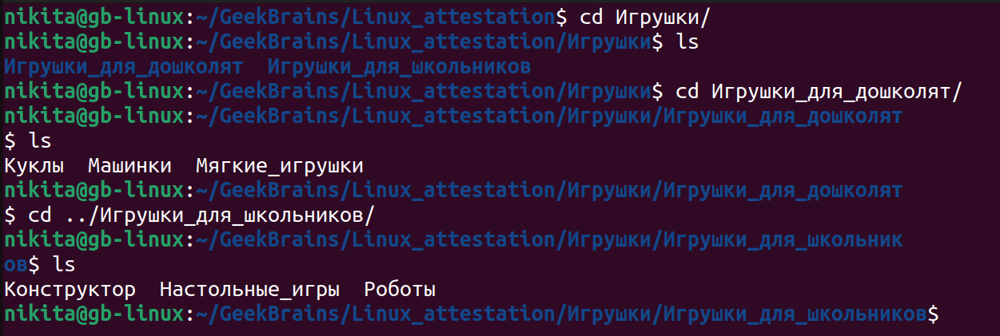 nikita@gb-linux:~/GeekBrains/Linux_attestation$ cd Игрушки/
nikita@gb-linux:~/GeekBrains/Linux_attestation/Игрушки$ ls
Игрушки_для_дошколят  Игрушки_для_школьников
nikita@gb-linux:~/GeekBrains/Linux_attestation/Игрушки$ cd Игрушки_для_дошколят/
nikita@gb-linux:~/GeekBrains/Linux_attestation/Игрушки/Игрушки_для_дошколят
$ ls
Куклы  Машинки  Мягкие_игрушки
nikita@gb-linux:~/GeekBrains/Linux_attestation/Игрушки/Игрушки_для_дошколят
$ cd ../Игрушки_для_школьников/
nikita@gb-linux:~/GeekBrains/Linux_attestation/Игрушки/Игрушки_для_школьник
ов$ ls
Конструктор  Настольные_игры  Роботы
nikita@gb-linux:~/GeekBrains/Linux_attestation/Игрушки/Игрушки_для_школьников$